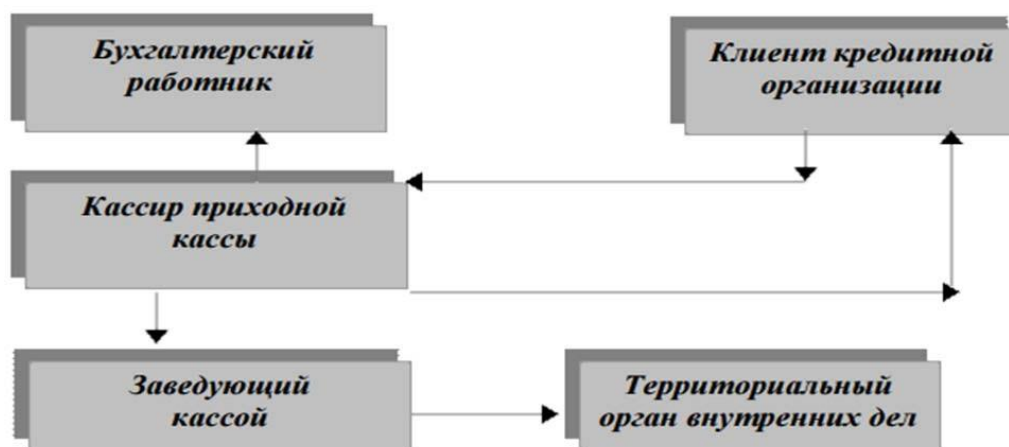 Бухгалтерский
работник
Клиент кредитной
организации
Кассир приходной
кассы
Заведующий
кассой
Территориальный
орган внутренних дел